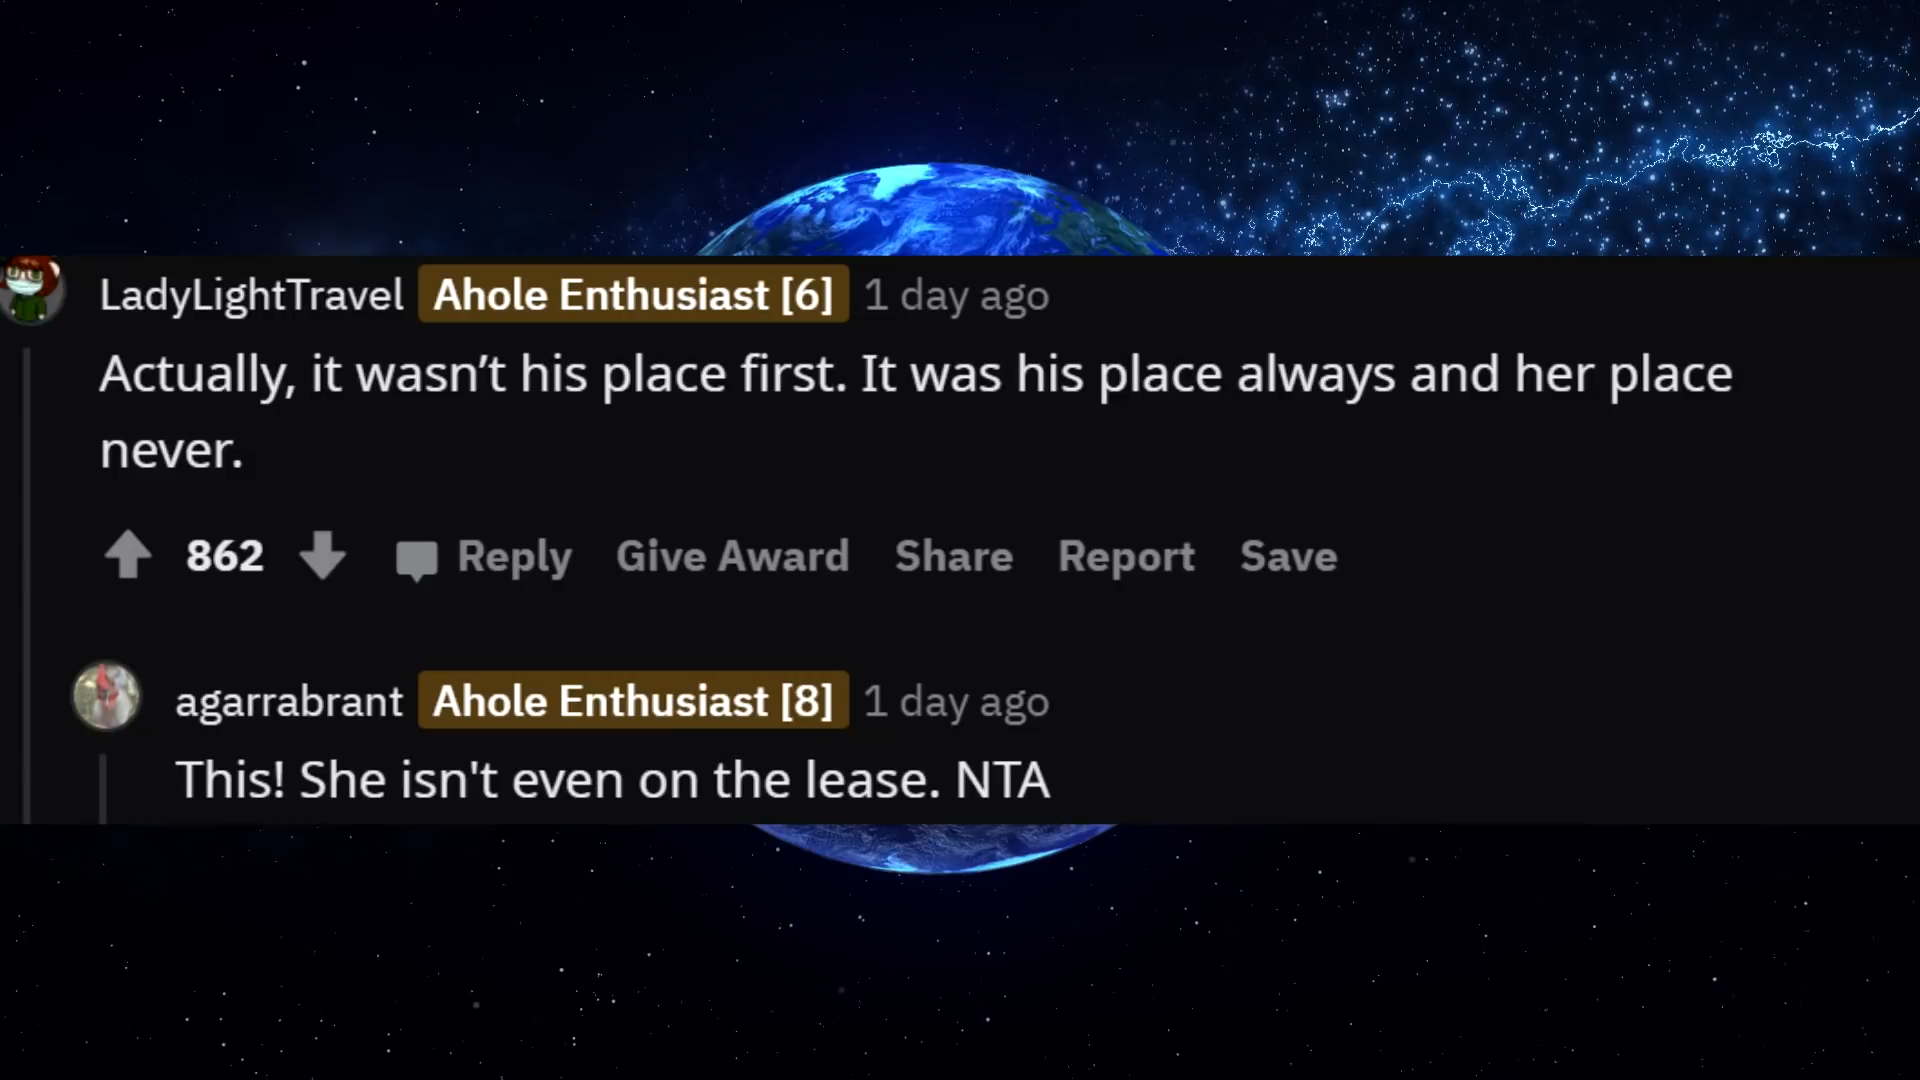 LadyLightTravel Ahole Enthusiast [6] 1 day ago
Actually, it wasn’t his place first. It was his place always and her place
never.
862 Reply Give Award Share Report Save
agarrabrant Ahole Enthusiast [8] 1 day ago
This! She isn't even on the lease. NTA